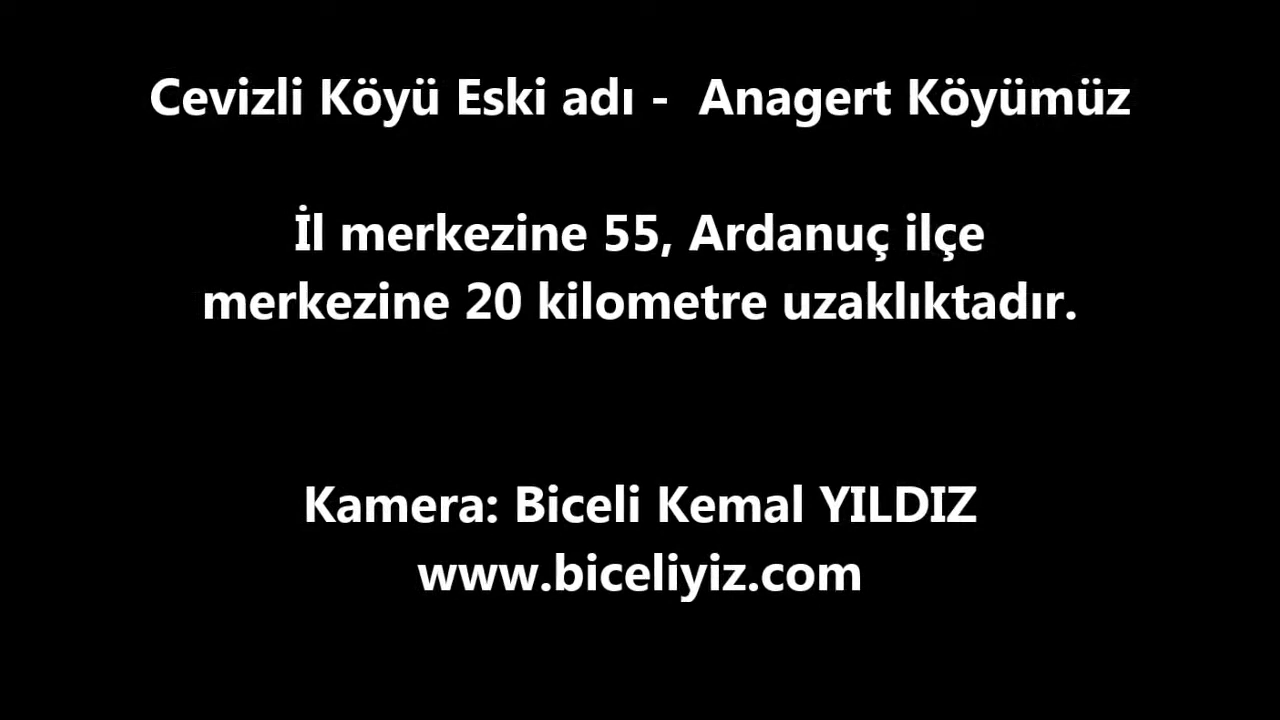 Cevizli Köyü Eski adı -  Anagert Köyümüz
İl merkezine 55, Ardanuç ilçe
merkezine 20 kilometre uzaklıktadır.
Kamera: Biceli Kemal YILDIZ
www.biceliyiz.com